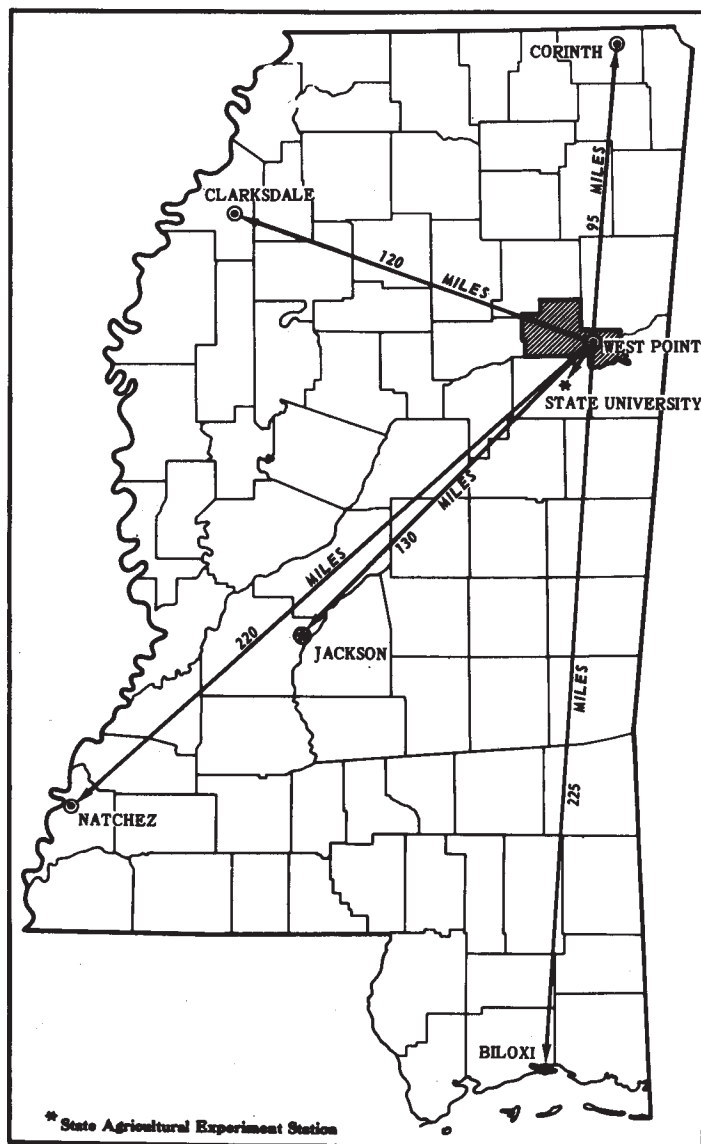 CORINTH
95 MILES
CLARKSDALE
120 MILES
WEST POINT
*
STATE UNIVERSITY
MILES
130
MILES
220
JACKSON
MILES
225
NATCHEZ
BILOXI
* State Agricultural Experiment Station